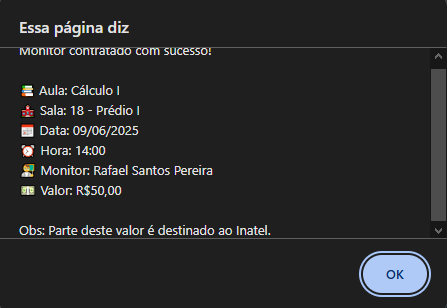 Essa página diz
Monitor contratado com sucesso!
Aula: Cálculo I
Sala: 18 - Prédio I
Data: 09/06/2025
Hora: 14:00
Monitor: Rafael Santos Pereira
Valor: R$50,00
Obs: Parte deste valor é destinado ao Inatel.
OK